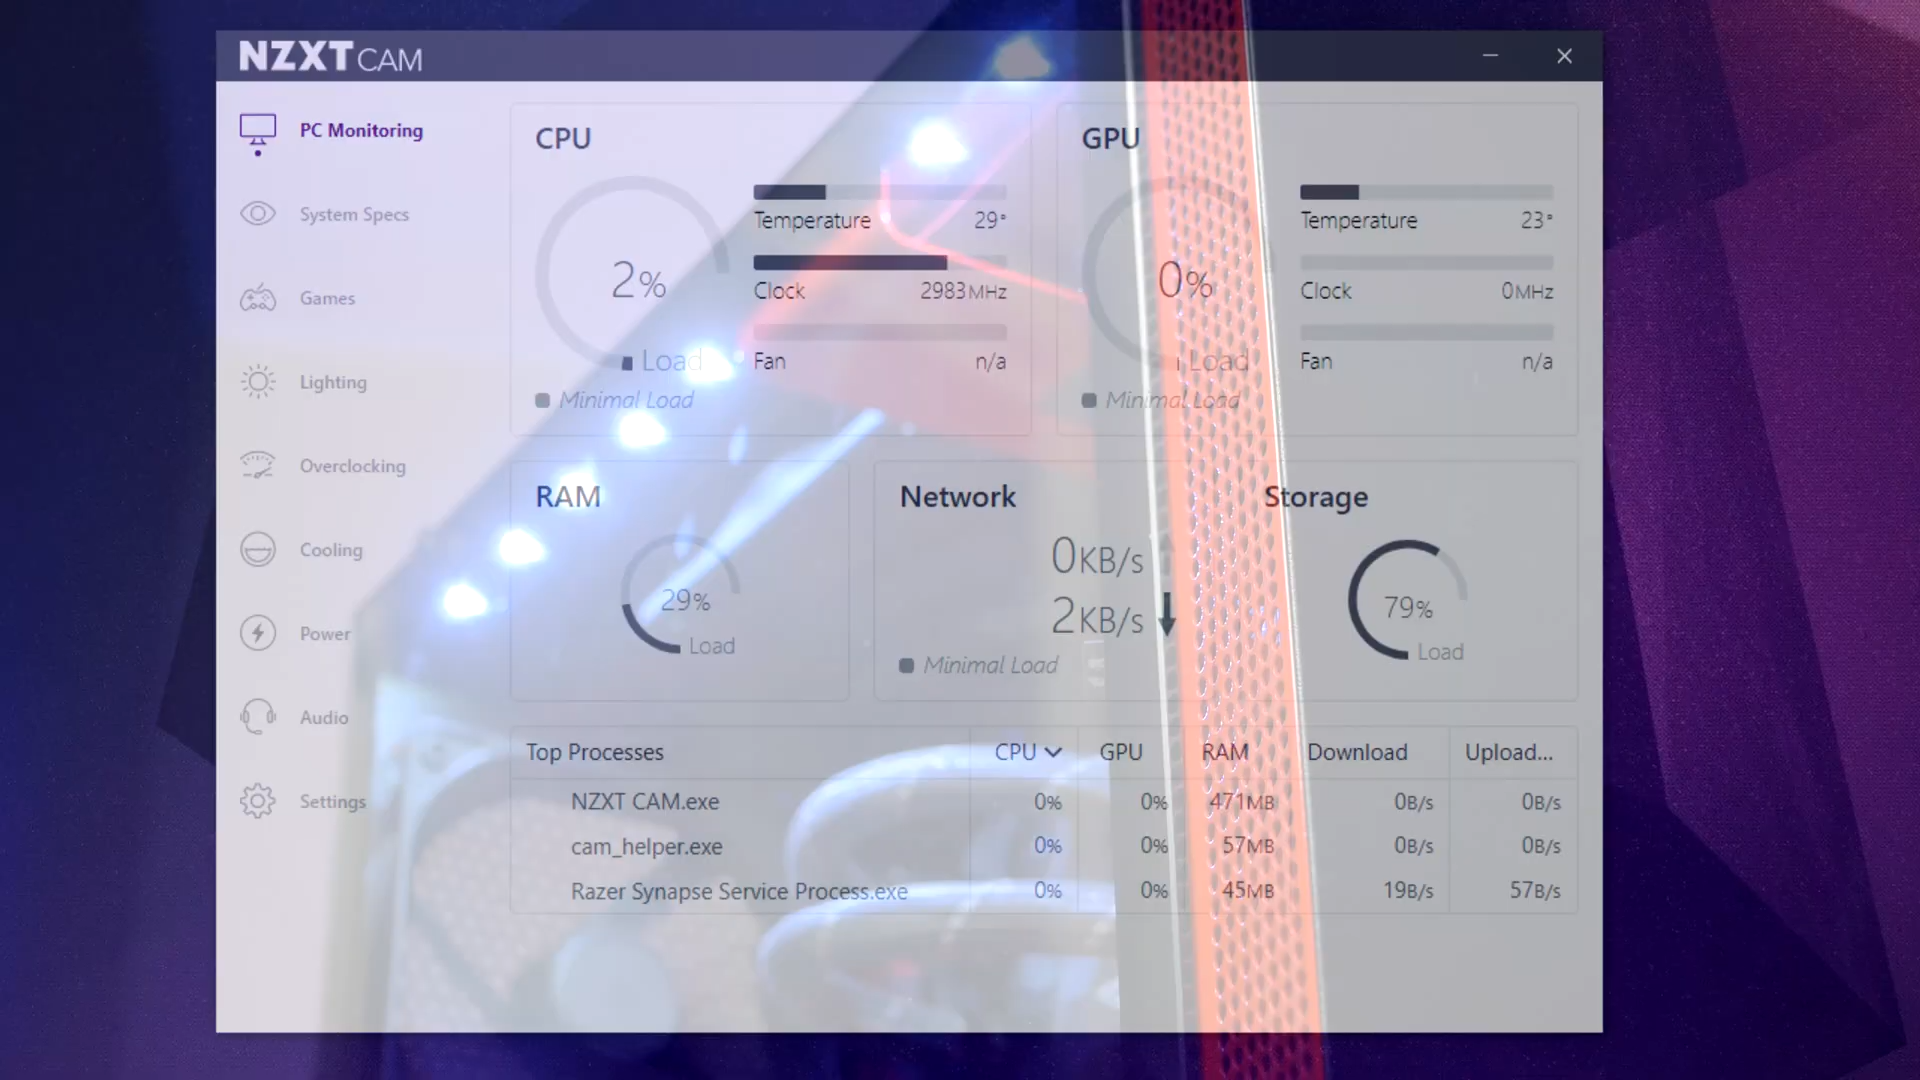 NZXT CAM
PC Monitoring
System Specs
Games
Lighting
Overclocking
Cooling
Power
Audio
Settings
CPU
2%
Load
Minimal Load
Temperature 29°
Clock 2983MHz
Fan n/a
GPU
0%
Load
Minimal Load
Temperature 23°
Clock 0MHz
Fan n/a
RAM
29%
Load
Network
0KB/s
2KB/s
Minimal Load
Storage
79%
Load
Top Processes CPU GPU RAM Download Upload...
NZXT CAM.exe 0% 0% 471MB 0B/s 0B/s
cam_helper.exe 0% 0% 57MB 0B/s 0B/s
Razer Synapse Service Process.exe 0% 0% 45MB 19B/s 57B/s